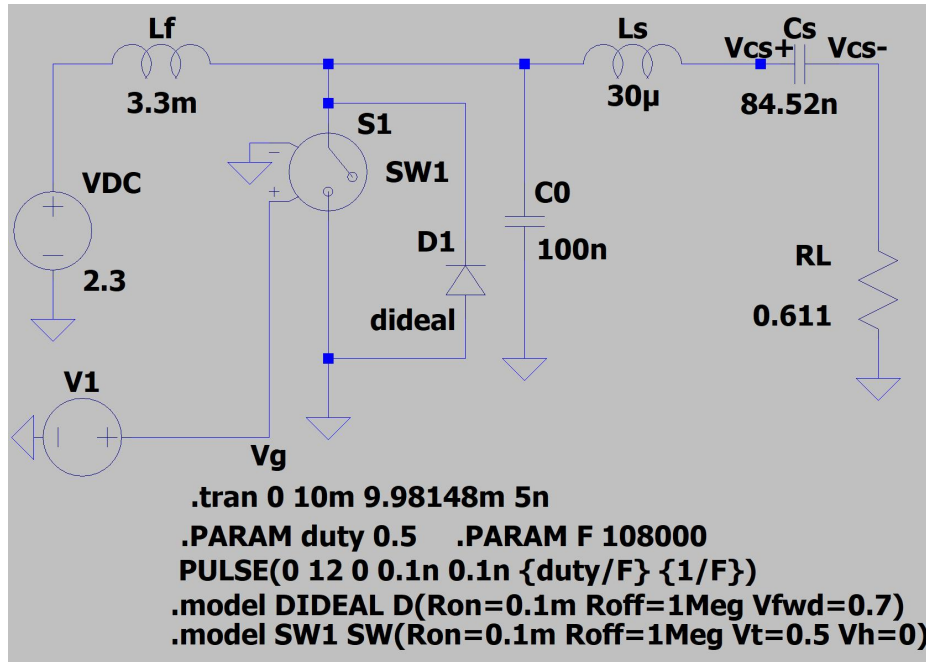 Lf
3.3m
Ls
30µ
Vcs+
Cs
Vcs-
84.52n
S1
SW1
VDC
2.3
C0
100n
D1
dideal
RL
0.611
V1
Vg
.tran 0 10m 9.98148m 5n
.PARAM duty 0.5 .PARAM F 108000
PULSE(0 12 0 0.1n 0.1n {duty/F} {1/F})
.model DIDEAL D(Ron=0.1m Roff=1Meg Vfwd=0.7)
.model SW1 SW(Ron=0.1m Roff=1Meg Vt=0.5 Vh=0)